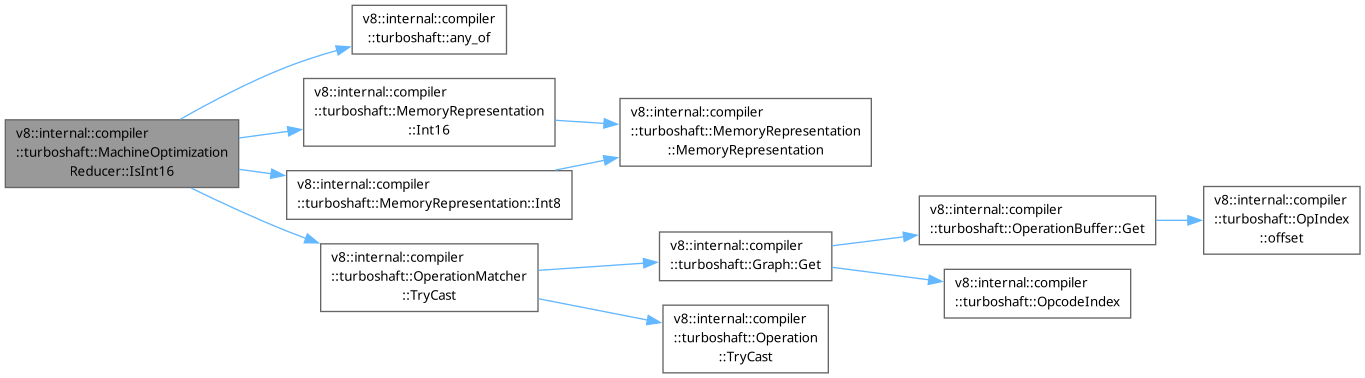 v8::internal::compiler
::turboshaft::MachineOptimization
Reducer::IsInt16
v8::internal::compiler
::turboshaft::any_of
v8::internal::compiler
::turboshaft::MemoryRepresentation
::Int16
v8::internal::compiler
::turboshaft::MemoryRepresentation
::MemoryRepresentation
v8::internal::compiler
::turboshaft::MemoryRepresentation::Int8
v8::internal::compiler
::turboshaft::OperationMatcher
::TryCast
v8::internal::compiler
::turboshaft::Graph::Get
v8::internal::compiler
::turboshaft::OperationBuffer::Get
v8::internal::compiler
::turboshaft::OpIndex
::offset
v8::internal::compiler
::turboshaft::OpcodeIndex
v8::internal::compiler
::turboshaft::Operation
::TryCast